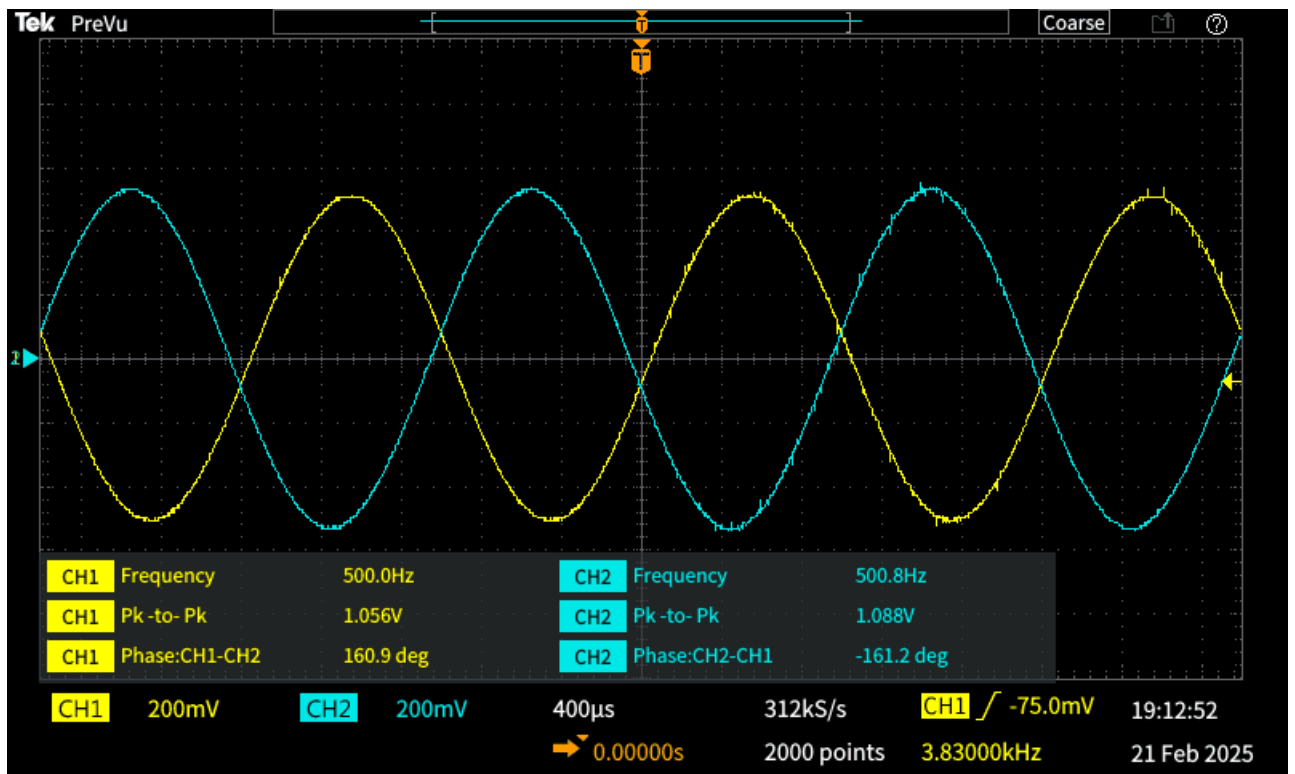 Tek PreVu Coarse
T
T
2
CH1 Frequency 500.0Hz CH2 Frequency 500.8Hz
CH1 Pk-to-Pk 1.056V CH2 Pk-to-Pk 1.088V
CH1 Phase:CH1-CH2 160.9 deg CH2 Phase:CH2-CH1 -161.2 deg
CH1 200mV CH2 200mV 400µs 312kS/s CH1 -75.0mV 19:12:52
0.00000s 2000 points 3.83000kHz 21 Feb 2025